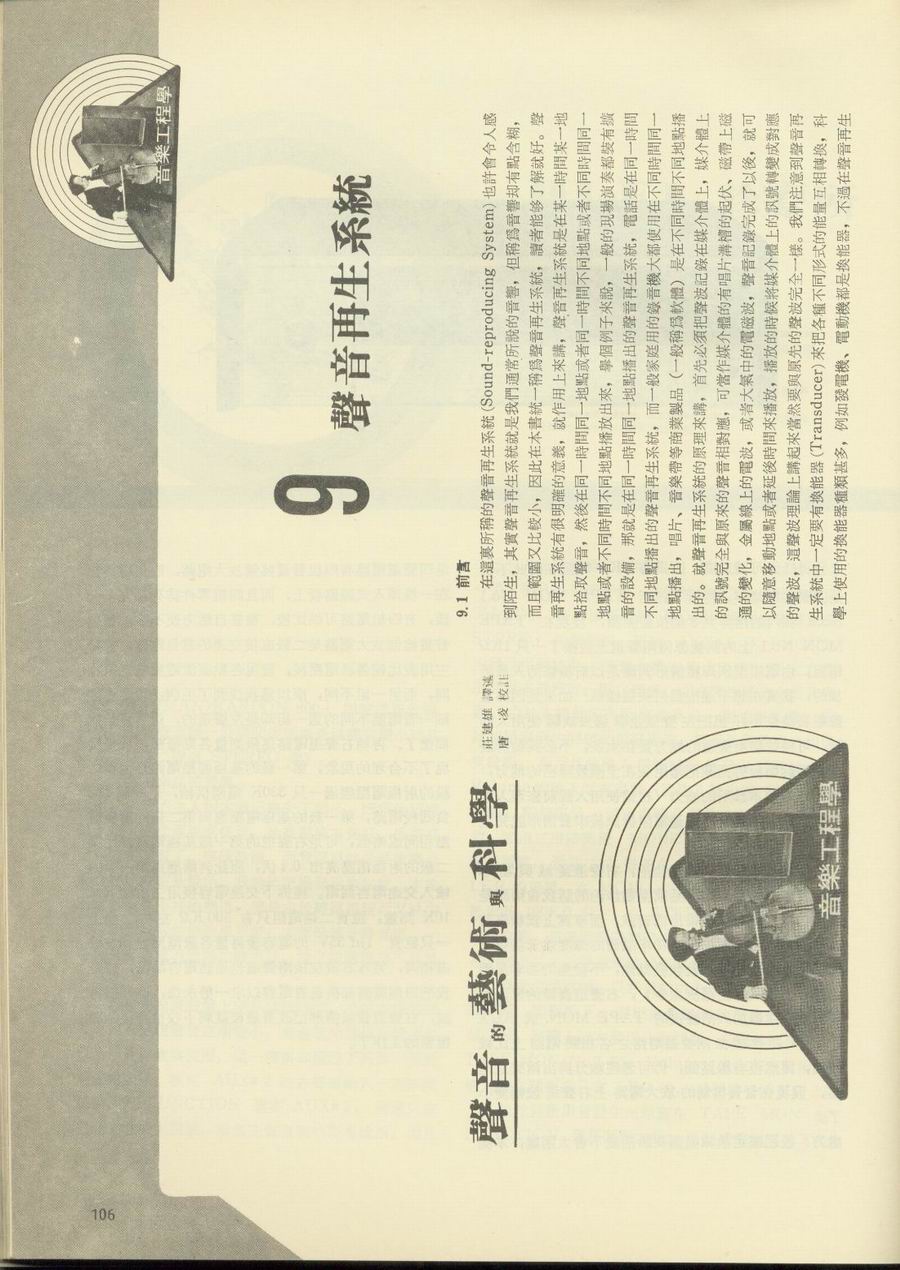 音樂工程學
聲音的藝術與科學
莊建雄 譯述
唐 凌 校註
音樂工程學
9 聲音再生系統
9.1 前言
在這裏所稱的聲音再生系統 (Sound-reproducing System) 也許會令人感
到陌生，其實聲音再生系統就是我們通常所說的音響，但稱爲音響却有點含糊，
而且範圍又比較小，因此在本書統一稱爲聲音再生系統，讀者能够了解就好。聲
音再生系統有很明確的意義，就作用上來講，聲音再生系統是在某一時間某一地
點拾取聲音，然後在同一時間同一地點或者同一時間不同地點或者不同時間同一
地點或者不同時間不同地點播放出來，舉個例子來說，一般的現場演奏都裝有擴
音的設備，那就是在同一時間同一地點播出的聲音再生系統，電話是在同一時間
不同地點播出的聲音再生系統，而一般家庭用的錄音機大都使用在不同時間同一
地點播出，唱片、音樂帶等商業製品（一般稱爲軟體）是在不同時間不同地點播
出的。就聲音再生系統的原理來講，首先必須把聲波記錄在媒介體上，媒介體上
的訊號完全與原來的聲音相對應，可當作媒介體的有唱片溝槽的起伏、磁帶上磁
通的變化，金屬線上的電波，或者大氣中的電磁波，聲音記錄完成了以後，就可
以隨意移動地點或者延後時間來播放，播放的時候將媒介體上的訊號轉變成對應
的聲波，這聲波理論上講起來當然要與原先的聲波完全一樣。我們注意到聲音再
生系統中一定要有換能器 (Transducer) 來把各種不同形式的能量互相轉換，科
學上使用的換能器種類甚多，例如發電機、電動機都是換能器，不過在聲音再生
106